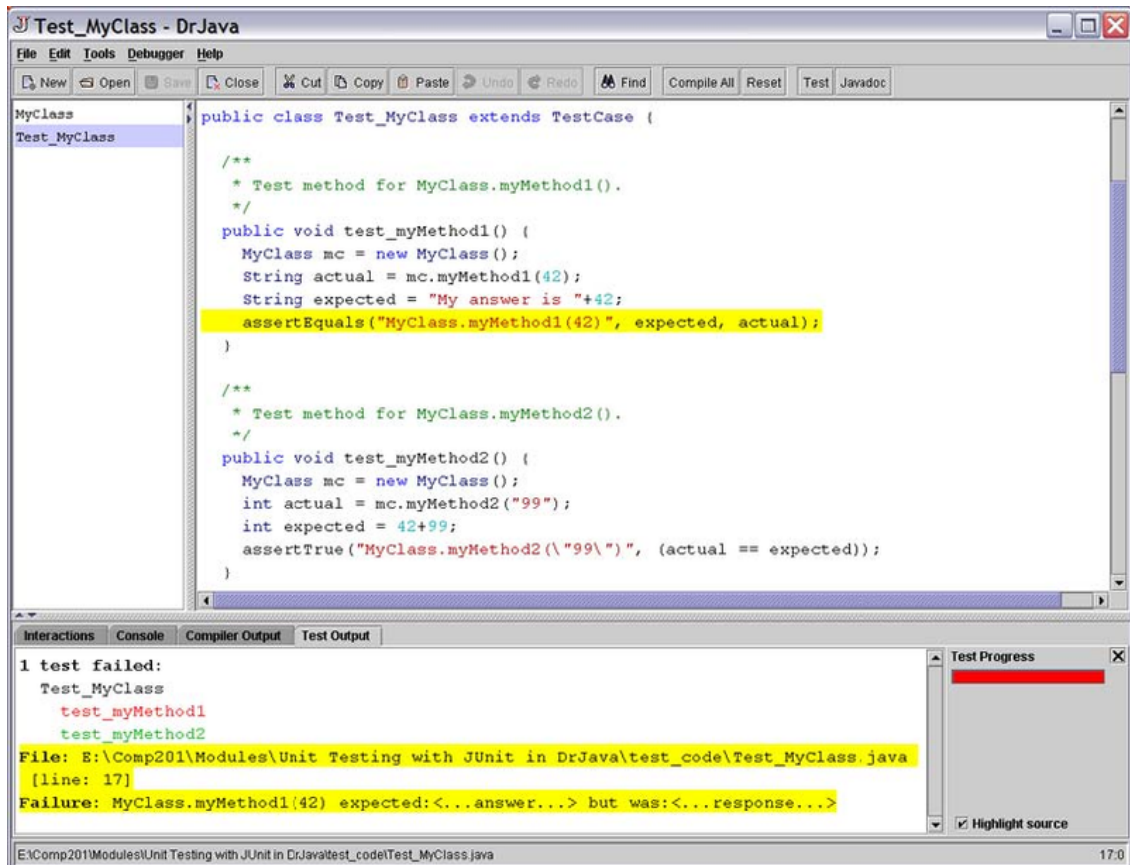 Test_MyClass - DrJava
File Edit Tools Debugger Help
New Open Save Close Cut Copy Paste Undo Redo Find Compile All Reset Test Javadoc
MyClass
Test_MyClass
public class Test_MyClass extends TestCase {
/**
* Test method for MyClass.myMethod1().
*/
public void test_myMethod1() {
MyClass mc = new MyClass();
String actual = mc.myMethod1(42);
String expected = "My answer is "+42;
assertEquals("MyClass.myMethod1(42)", expected, actual);
}
/**
* Test method for MyClass.myMethod2().
*/
public void test_myMethod2() {
MyClass mc = new MyClass();
int actual = mc.myMethod2("99");
int expected = 42+99;
assertTrue("MyClass.myMethod2(\"99\")", (actual == expected));
}
Interactions Console Compiler Output Test Output
1 test failed:
Test_MyClass
test_myMethod1
test_myMethod2
File: E:\Comp201\Modules\Unit Testing with JUnit in DrJava\test_code\Test_MyClass.java
[line: 17]
Failure: MyClass.myMethod1(42) expected:<...answer...> but was:<...response...>
Test Progress
Highlight source
E:\Comp201\Modules\Unit Testing with JUnit in DrJava\test_code\Test_MyClass.java 17:0